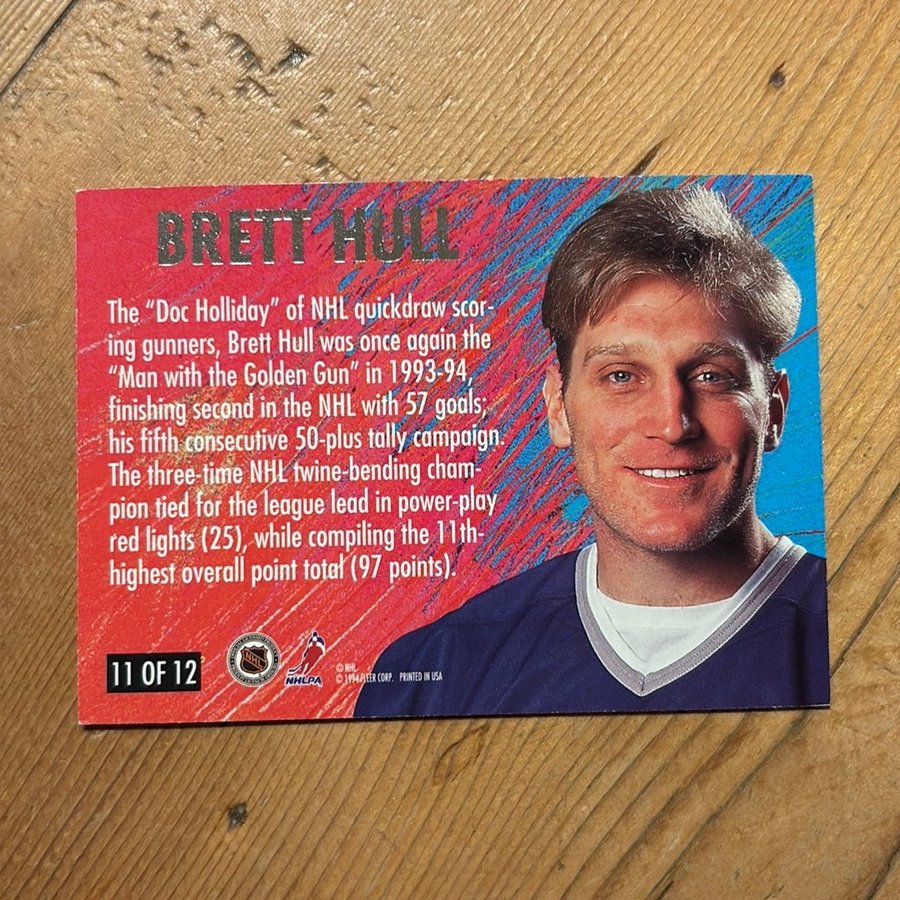 BRETT HULL
The “Doc Holliday” of NHL quickdraw scor-
ing gunners, Brett Hull was once again the
“Man with the Golden Gun” in 1993-94,
finishing second in the NHL with 57 goals;
his fifth consecutive 50-plus tally campaign.
The three-time NHL twine-bending cham-
pion tied for the league lead in power-play
red lights (25), while compiling the 11th-
highest overall point total (97 points).
11 OF 12
NHL
NHLPA
© NHL
© 1994 FLEER CORP. PRINTED IN USA